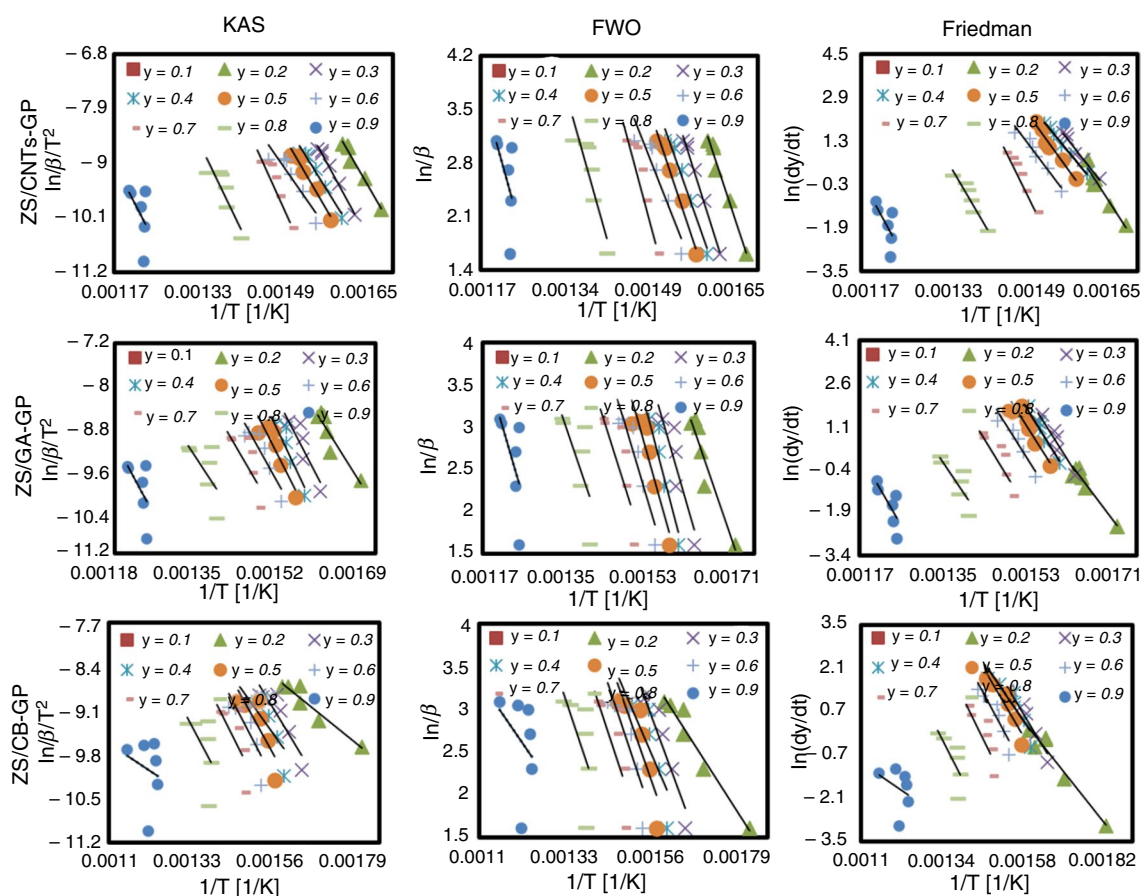 KAS
FWO
Friedman
ZS/CNTs-GP
ln/β/T²
− 6.8
− 7.9
− 9
− 10.1
− 11.2
y = 0.1
y = 0.2
y = 0.3
y = 0.4
y = 0.5
y = 0.6
y = 0.7
y = 0.8
y = 0.9
0.00117
0.00133
0.00149
0.00165
1/T [1/K]
ln/β
4.2
3.5
2.8
2.1
1.4
y = 0.1
y = 0.2
y = 0.3
y = 0.4
y = 0.5
y = 0.6
y = 0.7
y = 0.8
y = 0.9
0.00117
0.00133
0.00149
0.00165
1/T [1/K]
ln(dy/dt)
4.5
2.9
1.3
− 0.3
− 1.9
− 3.5
y = 0.1
y = 0.2
y = 0.3
y = 0.4
y = 0.5
y = 0.6
y = 0.7
y = 0.8
y = 0.9
0.00117
0.00133
0.00149
0.00165
1/T [1/K]
ZS/GA-GP
ln/β/T²
− 7.2
− 8
− 8.8
− 9.6
− 10.4
− 11.2
y = 0.1
y = 0.2
y = 0.3
y = 0.4
y = 0.5
y = 0.6
y = 0.7
y = 0.8
y = 0.9
0.00118
0.00135
0.00152
0.00169
1/T [1/K]
ln/β
4
3.5
3
2.5
2
1.5
y = 0.1
y = 0.2
y = 0.3
y = 0.4
y = 0.5
y = 0.6
y = 0.7
y = 0.8
y = 0.9
0.00117
0.00135
0.00153
0.00171
1/T [1/K]
ln(dy/dt)
4.1
2.6
1.1
− 0.4
− 1.9
− 3.4
y = 0.1
y = 0.2
y = 0.3
y = 0.4
y = 0.5
y = 0.6
y = 0.7
y = 0.8
y = 0.9
0.00117
0.00135
0.00153
0.00171
1/T [1/K]
ZS/CB-GP
ln/β/T²
− 7.7
− 8.4
− 9.1
− 9.8
− 10.5
− 11.2
y = 0.1
y = 0.2
y = 0.3
y = 0.4
y = 0.5
y = 0.6
y = 0.7
y = 0.8
y = 0.9
0.0011
0.00133
0.00156
0.00179
1/T [1/K]
ln/β
4
3.5
3
2.5
2
1.5
y = 0.1
y = 0.2
y = 0.3
y = 0.4
y = 0.5
y = 0.6
y = 0.7
y = 0.8
y = 0.9
0.0011
0.00133
0.00156
0.00179
1/T [1/K]
ln(dy/dt)
3.5
2.1
0.7
− 0.7
− 2.1
− 3.5
y = 0.1
y = 0.2
y = 0.3
y = 0.4
y = 0.5
y = 0.6
y = 0.7
y = 0.8
y = 0.9
0.0011
0.00134
0.00158
0.00182
1/T [1/K]